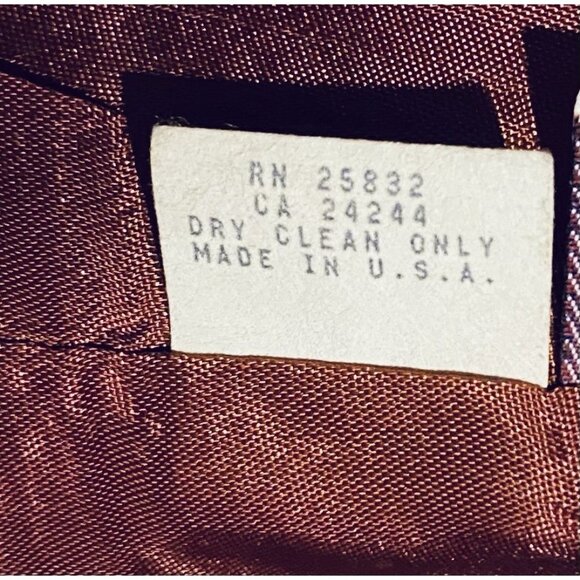 RN 25832
CA 24244
DRY CLEAN ONLY
MADE IN U.S.A.